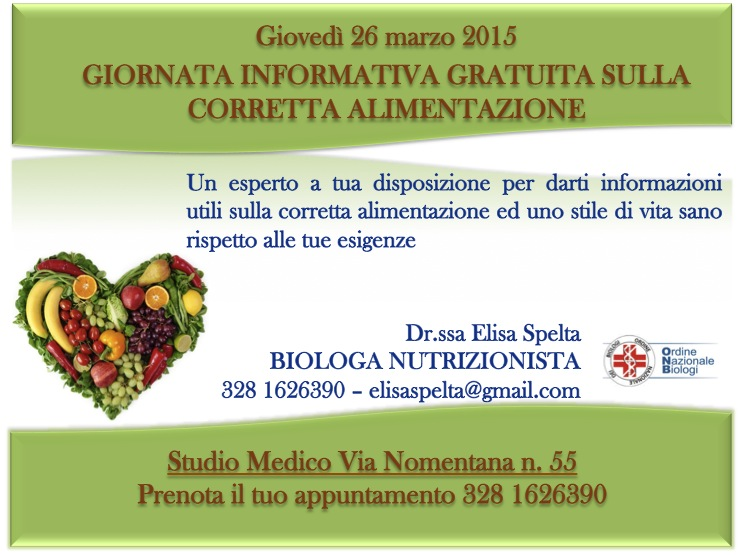 Giovedì 26 marzo 2015
GIORNATA INFORMATIVA GRATUITA SULLA
CORRETTA ALIMENTAZIONE
Un esperto a tua disposizione per darti informazioni
utili sulla corretta alimentazione ed uno stile di vita sano
rispetto alle tue esigenze
Dr.ssa Elisa Spelta
BIOLOGA NUTRIZIONISTA
328 1626390 – elisaspelta@gmail.com
Ordine
Nazionale
Biologi
Studio Medico Via Nomentana n. 55
Prenota il tuo appuntamento 328 1626390